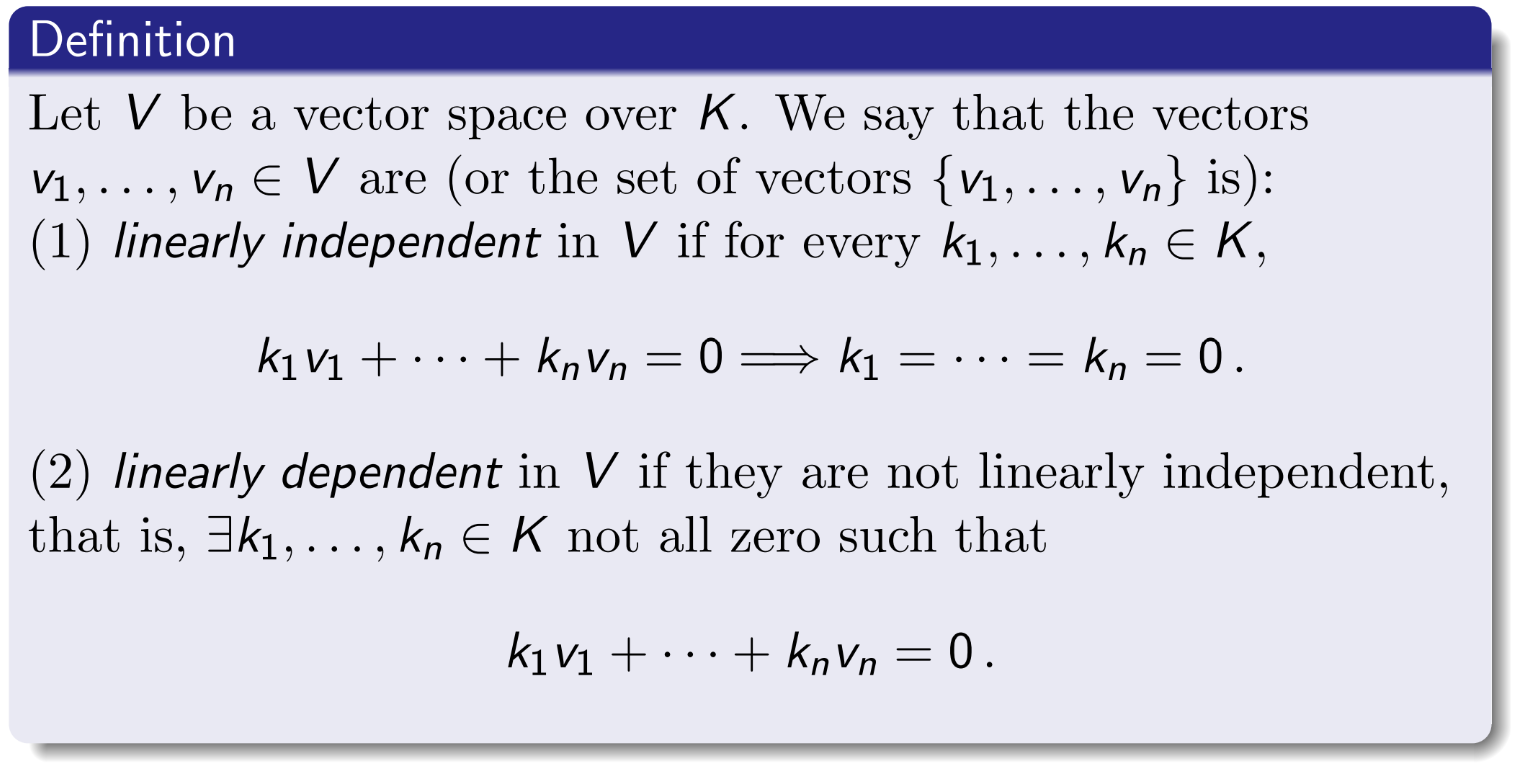 Definition
Let V be a vector space over K. We say that the vectors
v₁, . . . , vₙ ∈ V are (or the set of vectors {v₁, . . . , vₙ} is):
(1) linearly independent in V if for every k₁, . . . , kₙ ∈ K,
k₁v₁ + · · · + kₙvₙ = 0 ⟹ k₁ = · · · = kₙ = 0 .
(2) linearly dependent in V if they are not linearly independent,
that is, ∃k₁, . . . , kₙ ∈ K not all zero such that
k₁v₁ + · · · + kₙvₙ = 0 .